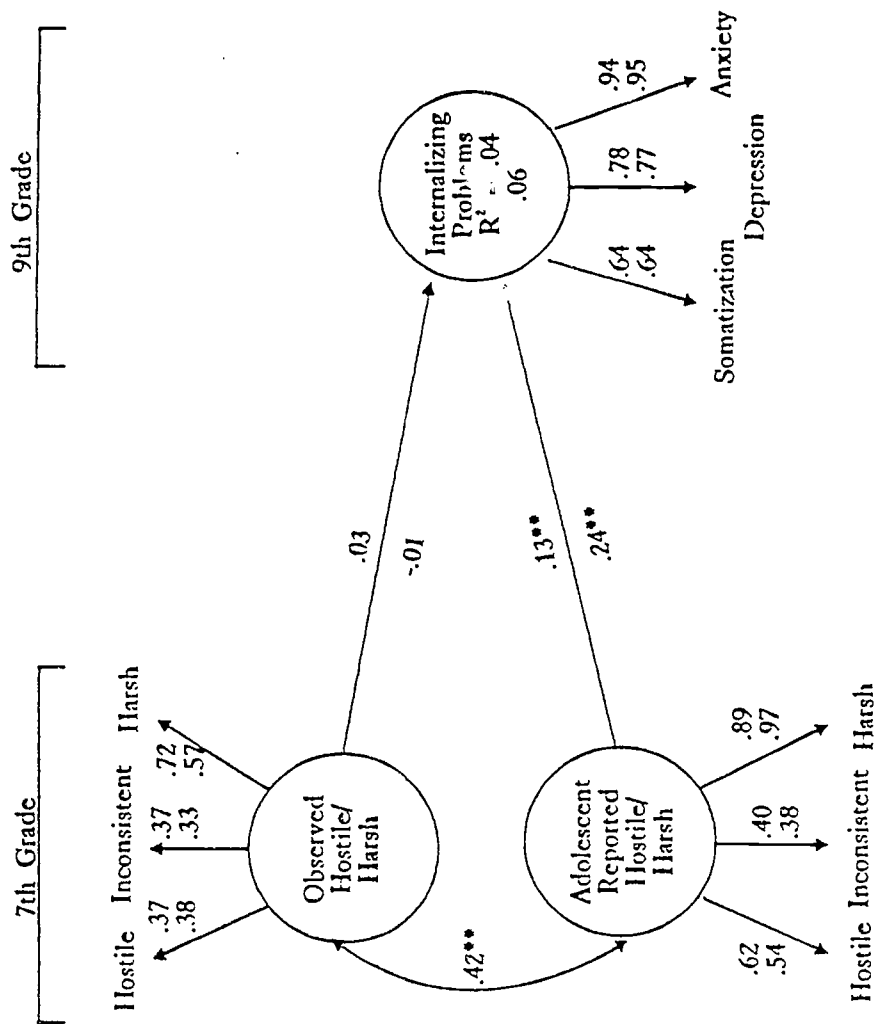 7th Grade
9th Grade
Hostile Inconsistent Harsh
.37
.38
.37
.33
.72
.57
Observed
Hostile/
Harsh
.42**
Adolescent
Reported
Hostile/
Harsh
.62
.54
.40
.38
.89
.97
Hostile Inconsistent Harsh
.03
-.01
.13**
.24**
Internalizing
Problems
R² = .04
.06
.64
.64
.78
.77
.94
.95
Somatization
Depression
Anxiety